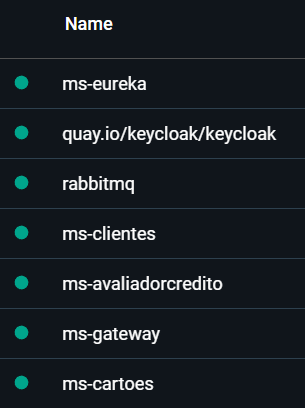 Name
ms-eureka
quay.io/keycloak/keycloak
rabbitmq
ms-clientes
ms-avaliadorcredito
ms-gateway
ms-cartoes